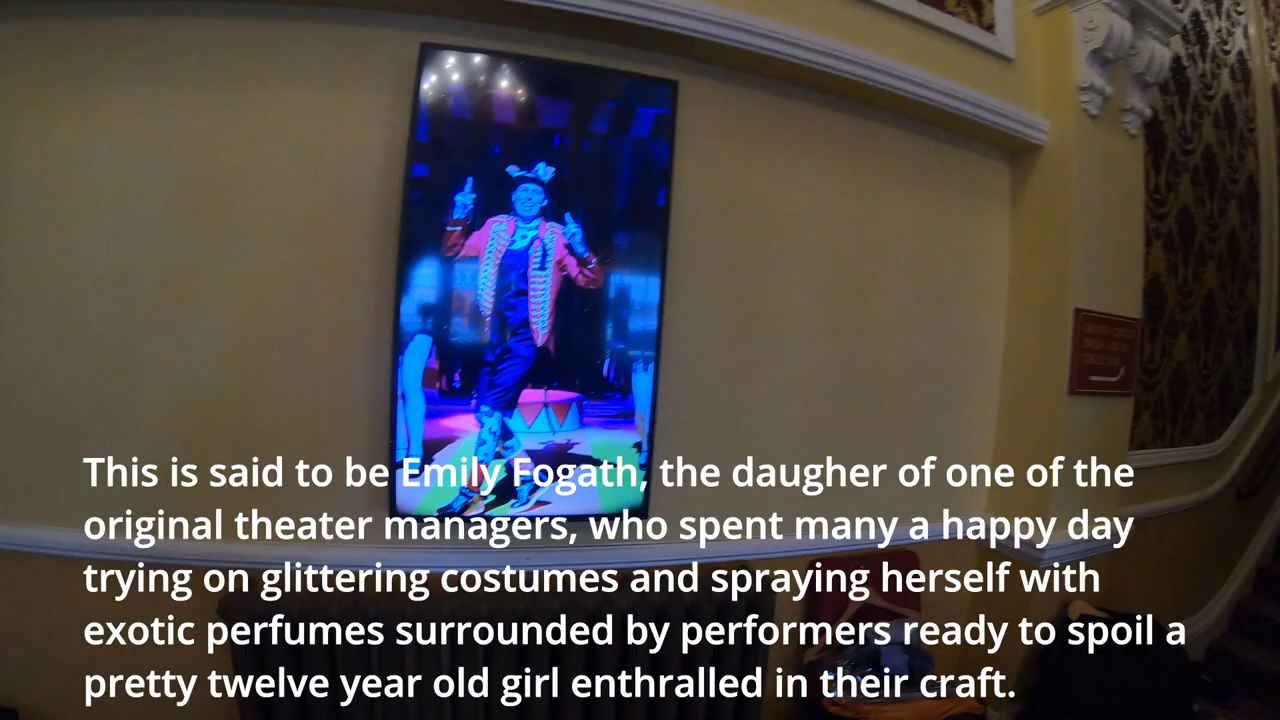 This is said to be Emily Fogath, the daugher of one of the
original theater managers, who spent many a happy day
trying on glittering costumes and spraying herself with
exotic perfumes surrounded by performers ready to spoil a
pretty twelve year old girl enthralled in their craft.